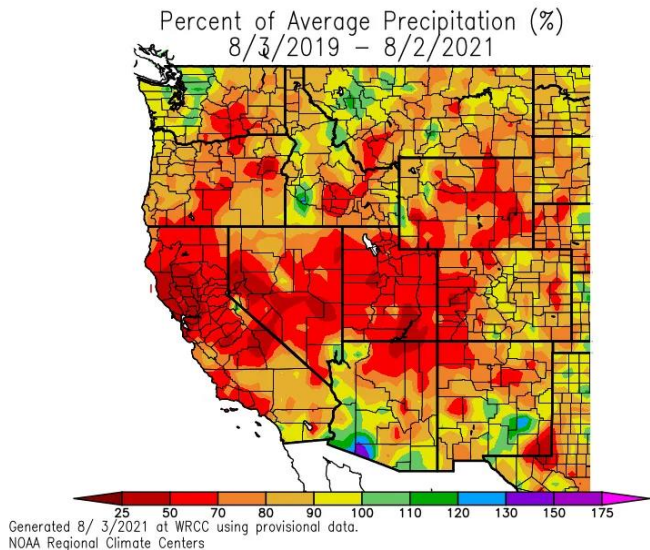 Percent of Average Precipitation (%)
8/3/2019 – 8/2/2021
25 50 70 80 90 100 110 120 130 150 175
Generated 8/ 3/2021 at WRCC using provisional data.
NOAA Regional Climate Centers